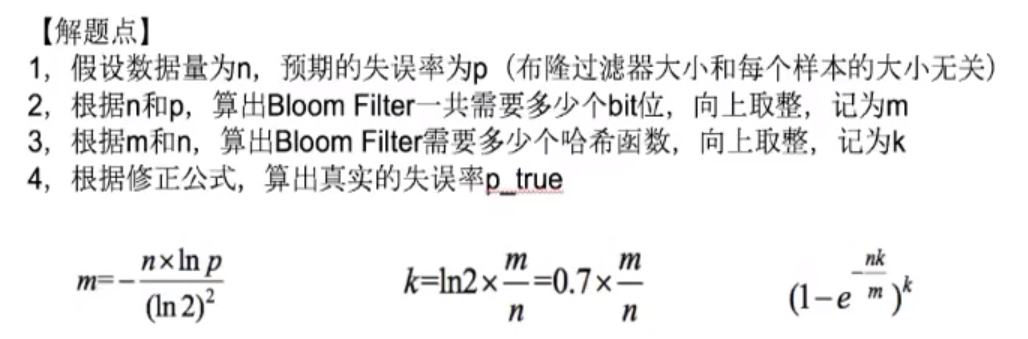 【解题点】
1，假设数据量为n，预期的失误率为p（布隆过滤器大小和每个样本的大小无关）
2，根据n和p，算出Bloom Filter一共需要多少个bit位，向上取整，记为m
3，根据m和n，算出Bloom Filter需要多少个哈希函数，向上取整，记为k
4，根据修正公式，算出真实的失误率p_true
m=-\frac{n×ln p}{(ln 2)^2} k=ln2×\frac{m}{n}=0.7×\frac{m}{n} (1-e^{-\frac{nk}{m}})^k